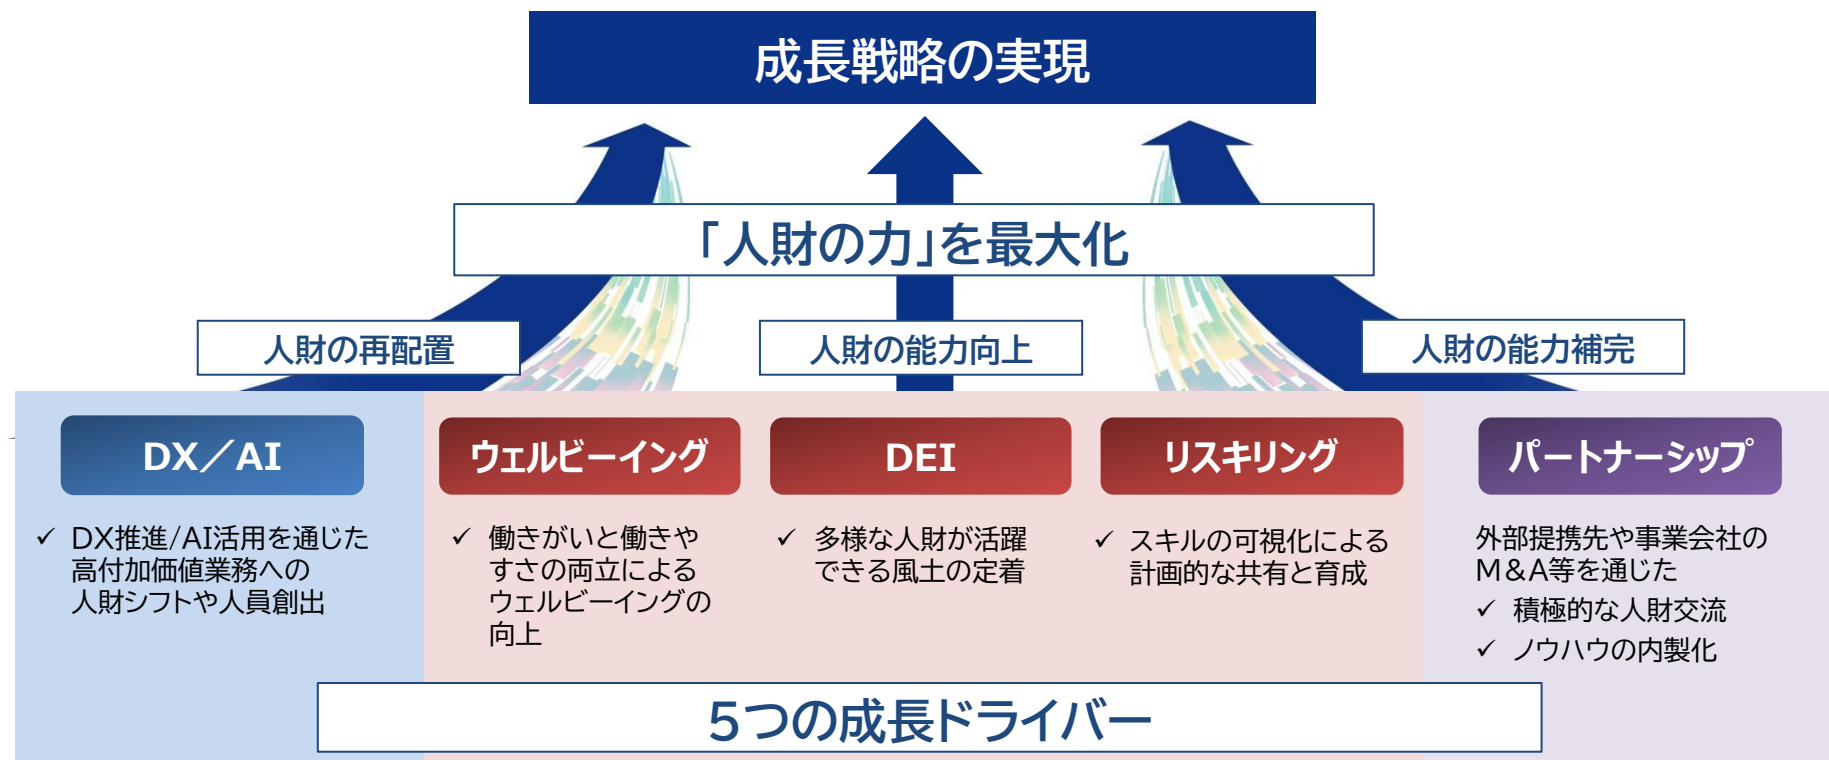 成長戦略の実現
「人財の力」を最大化
人財の再配置
人財の能力向上
人財の能力補完
DX／AI
✓ DX推進/AI活用を通じた
高付加価値業務への
人財シフトや人員創出
ウェルビーイング
✓ 働きがいと働きや
すさの両立による
ウェルビーイングの
向上
DEI
✓ 多様な人財が活躍
できる風土の定着
リスキリング
✓ スキルの可視化による
計画的な共有と育成
パートナーシップ
外部提携先や事業会社の
M＆A等を通じた
✓ 積極的な人財交流
✓ ノウハウの内製化
5つの成長ドライバー